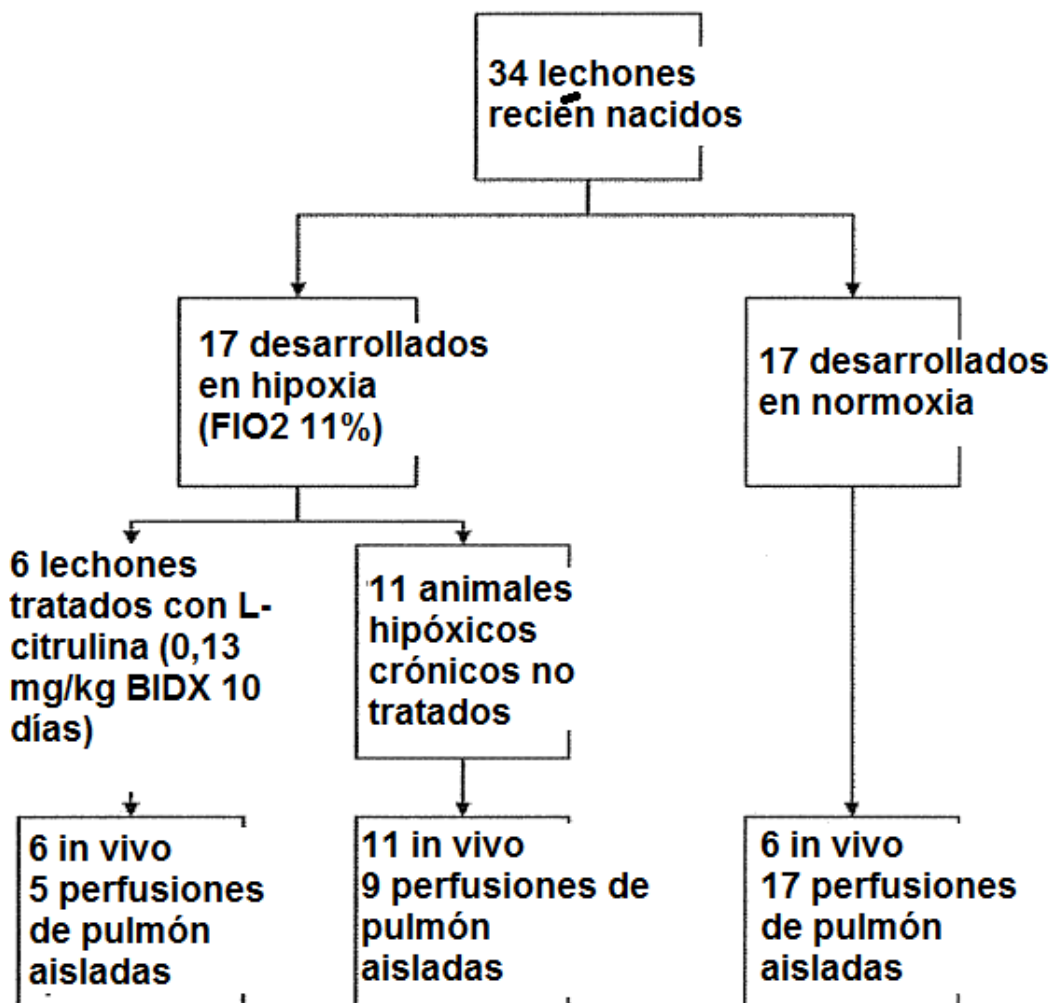 34 lechones
recién nacidos
17 desarrollados
en hipoxia
(FIO2 11%)
17 desarrollados
en normoxia
6 lechones
tratados con L-
citrulina (0,13
mg/kg BIDX 10
días)
11 animales
hipóxicos
crónicos no
tratados
6 in vivo
5 perfusiones
de pulmón
aisladas
11 in vivo
9 perfusiones de
pulmón
aisladas
6 in vivo
17 perfusiones
de pulmón
aisladas